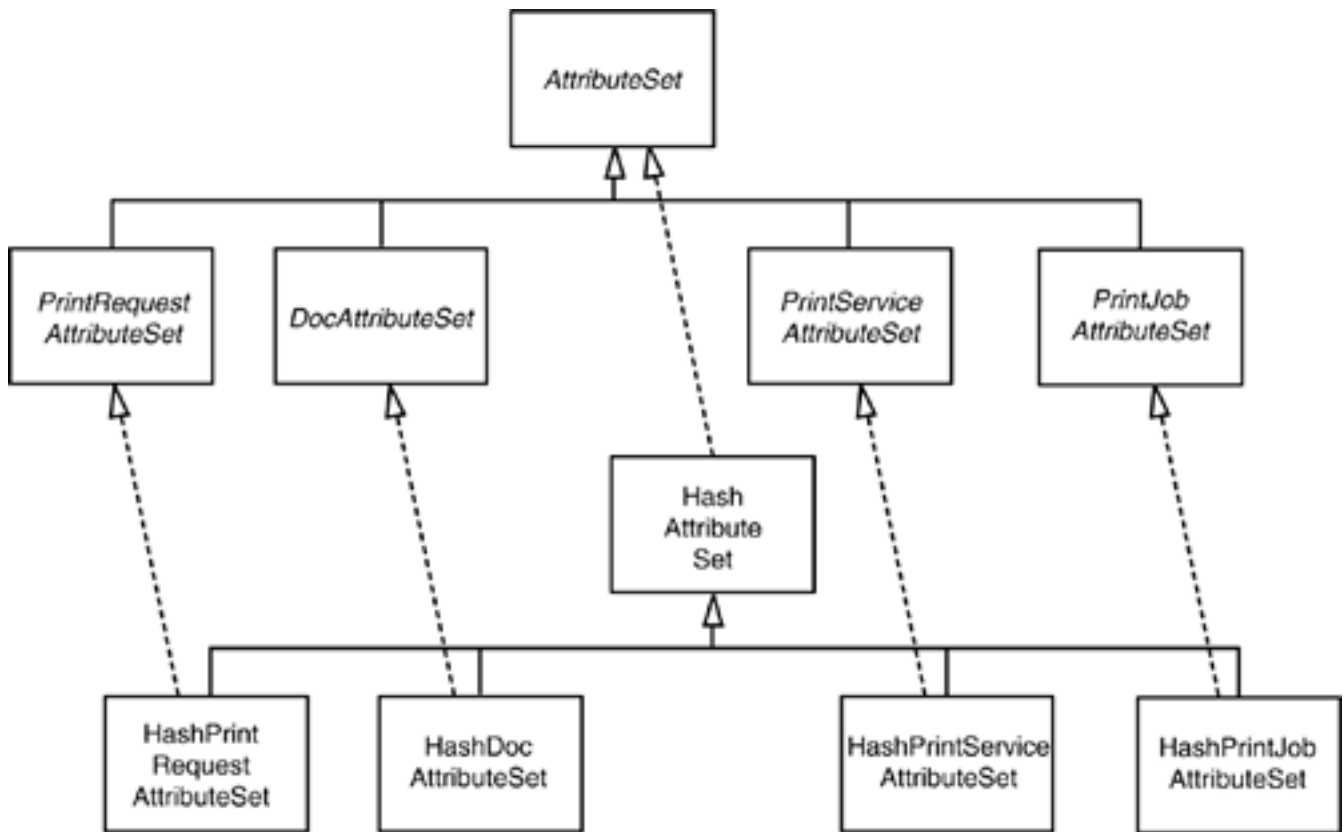 AttributeSet
PrintRequest
AttributeSet
DocAttributeSet
PrintService
AttributeSet
PrintJob
AttributeSet
Hash
Attribute
Set
HashPrint
Request
AttributeSet
HashDoc
AttributeSet
HashPrintService
AttributeSet
HashPrintJob
AttributeSet